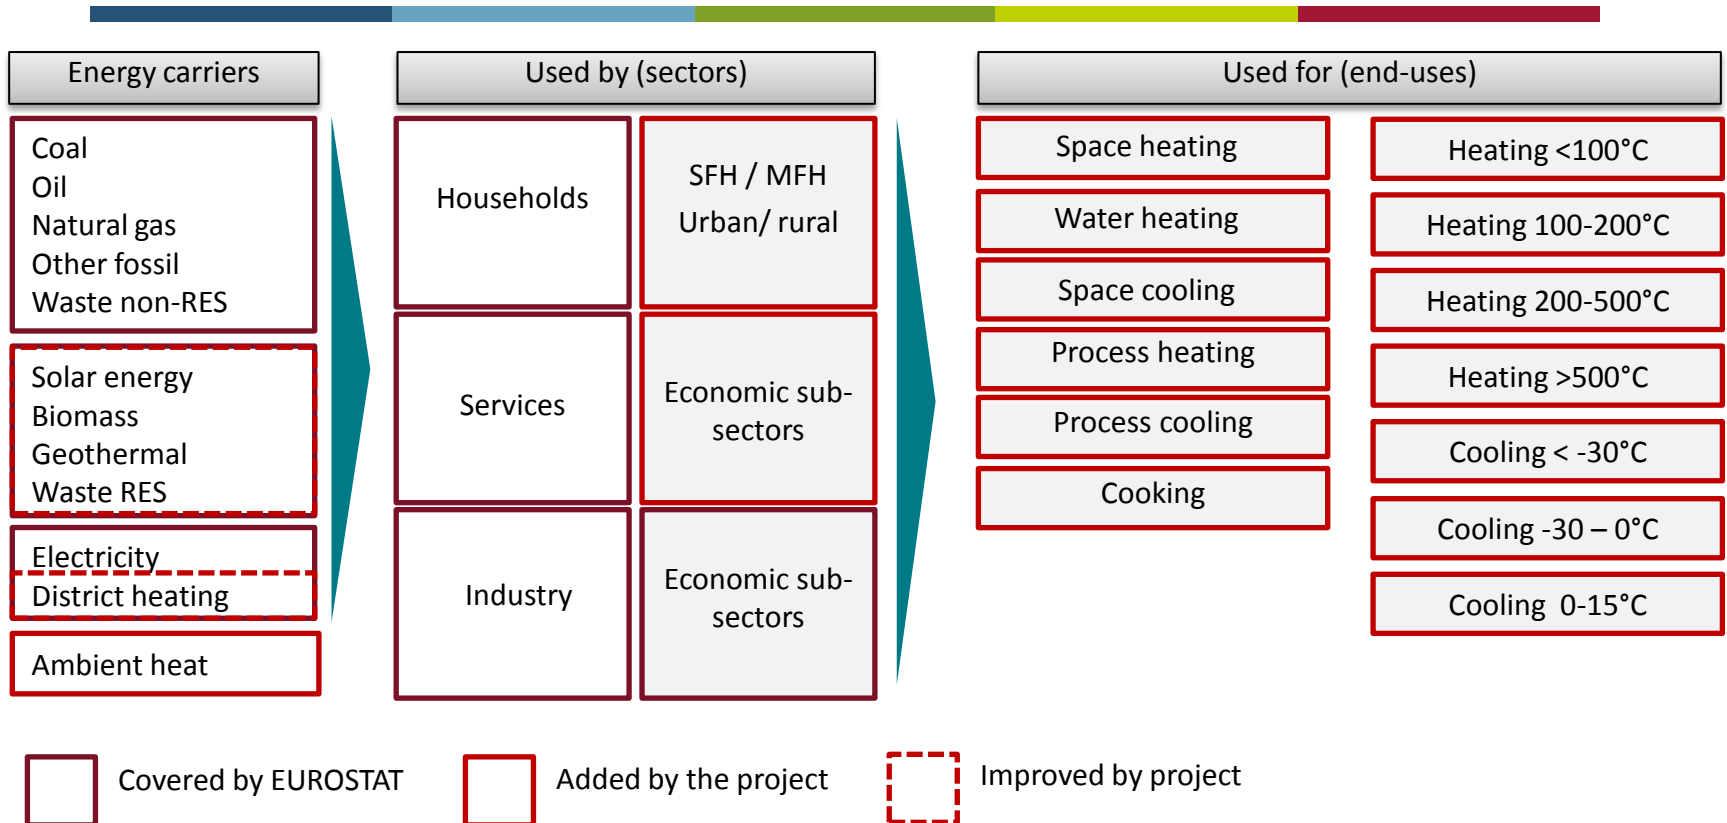 Energy carriers
Used by (sectors)
Used for (end-uses)
Coal
Oil
Natural gas
Other fossil
Waste non-RES
Solar energy
Biomass
Geothermal
Waste RES
Electricity
District heating
Ambient heat
Households
SFH / MFH
Urban/ rural
Services
Economic sub-
sectors
Industry
Economic sub-
sectors
Space heating
Water heating
Space cooling
Process heating
Process cooling
Cooking
Heating <100°C
Heating 100-200°C
Heating 200-500°C
Heating >500°C
Cooling < -30°C
Cooling -30 – 0°C
Cooling  0-15°C
Covered by EUROSTAT
Added by the project
Improved by project